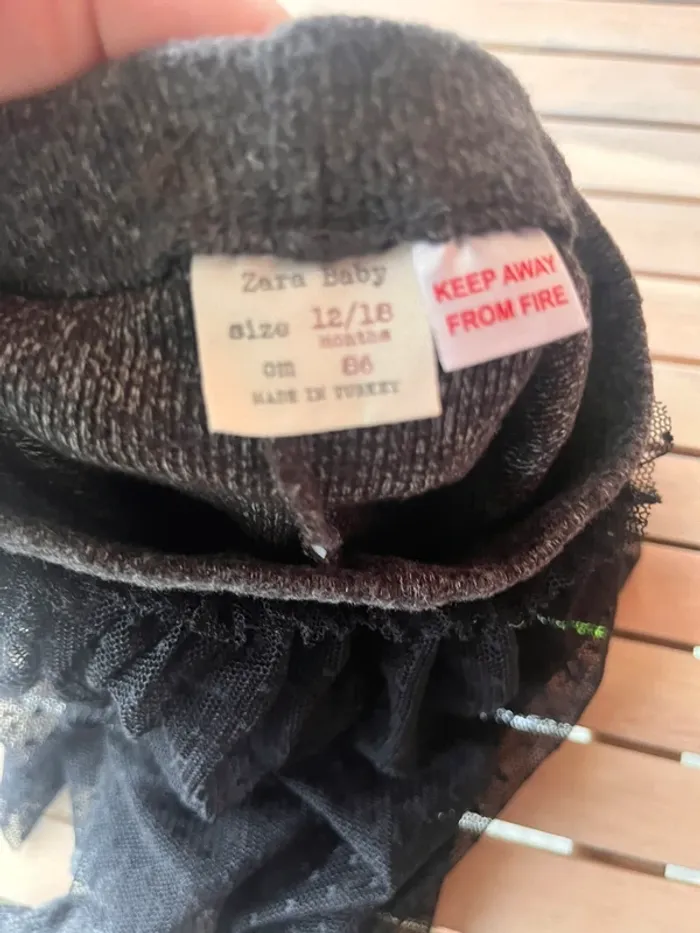 Zara Baby
size 12/18
months
cm 86
MADE IN TURKEY
KEEP AWAY
FROM FIRE